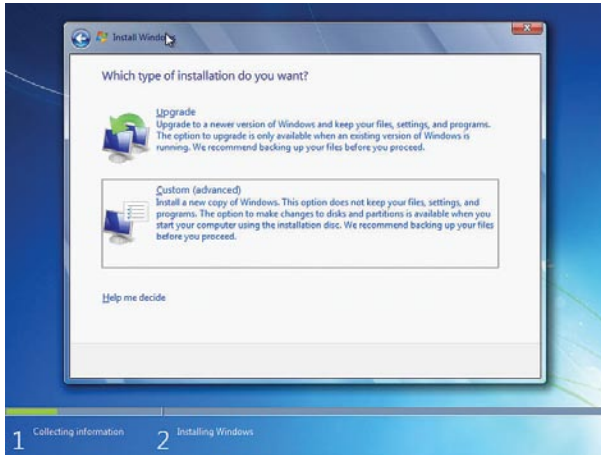 Install Windows
Which type of installation do you want?
Upgrade
Upgrade to a newer version of Windows and keep your files, settings, and programs.
The option to upgrade is only available when an existing version of Windows is
running. We recommend backing up your files before you proceed.
Custom (advanced)
Install a new copy of Windows. This option does not keep your files, settings, and
programs. The option to make changes to disks and partitions is available when you
start your computer using the installation disc. We recommend backing up your files
before you proceed.
Help me decide
1 Collecting information 2 Installing Windows